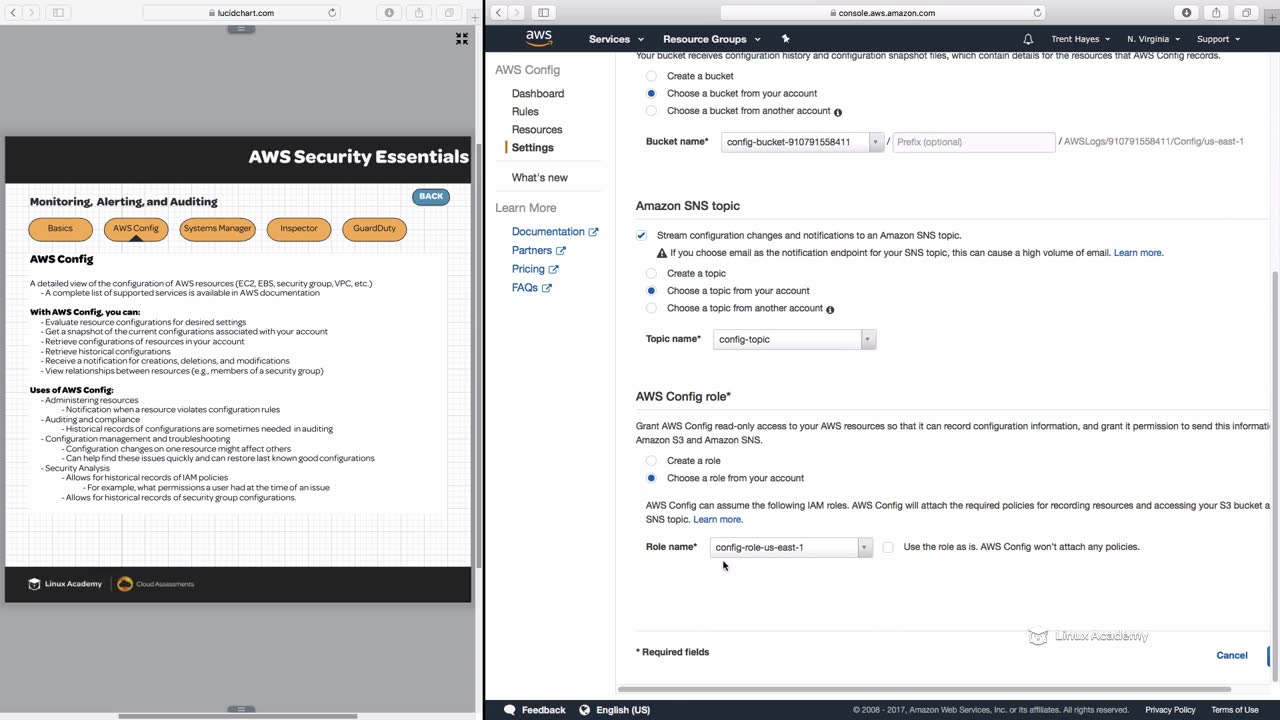 lucidchart.com
console.aws.amazon.com
aws
Services
Resource Groups
Trent Hayes
N. Virginia
Support
AWS Security Essentials
Monitoring, Alerting, and Auditing
BACK
Basics
AWS Config
Systems Manager
Inspector
GuardDuty
AWS Config
A detailed view of the configuration of AWS resources (EC2, EBS, security group, VPC, etc.)
- A complete list of supported services is available in AWS documentation
With AWS Config, you can:
- Evaluate resource configurations for desired settings
- Get a snapshot of the current configurations associated with your account
- Retrieve configurations of resources in your account
- Retrieve historical configurations
- Receive a notification for creations, deletions, and modifications
- View relationships between resources (e.g., members of a security group)
Uses of AWS Config:
- Administering resources
- Notification when a resource violates configuration rules
- Auditing and compliance
- Historical records of configurations are sometimes needed in auditing
- Configuration management and troubleshooting
- Configuration changes on one resource might affect others
- Can help find these issues quickly and can restore last known good configurations
- Security Analysis
- Allows for historical records of IAM policies
- For example, what permissions a user had at the time of an issue
- Allows for historical records of security group configurations.
Linux Academy
Cloud Assessments
AWS Config
Dashboard
Rules
Resources
Settings
What's new
Learn More
Documentation
Partners
Pricing
FAQs
Your bucket receives configuration history and configuration snapshot files, which contain details for the resources that AWS Config records.
Create a bucket
Choose a bucket from your account
Choose a bucket from another account
Bucket name* config-bucket-910791558411 / Prefix (optional) / AWSLogs/910791558411/Config/us-east-1
Amazon SNS topic
Stream configuration changes and notifications to an Amazon SNS topic.
If you choose email as the notification endpoint for your SNS topic, this can cause a high volume of email. Learn more.
Create a topic
Choose a topic from your account
Choose a topic from another account
Topic name* config-topic
AWS Config role*
Grant AWS Config read-only access to your AWS resources so that it can record configuration information, and grant it permission to send this informati
Amazon S3 and Amazon SNS.
Create a role
Choose a role from your account
AWS Config can assume the following IAM roles. AWS Config will attach the required policies for recording resources and accessing your S3 bucket a
SNS topic. Learn more.
Role name* config-role-us-east-1 Use the role as is. AWS Config won't attach any policies.
Linux Academy
* Required fields
Cancel
Feedback
English (US)
© 2008 - 2017, Amazon Web Services, Inc. or its affiliates. All rights reserved.
Privacy Policy
Terms of Use